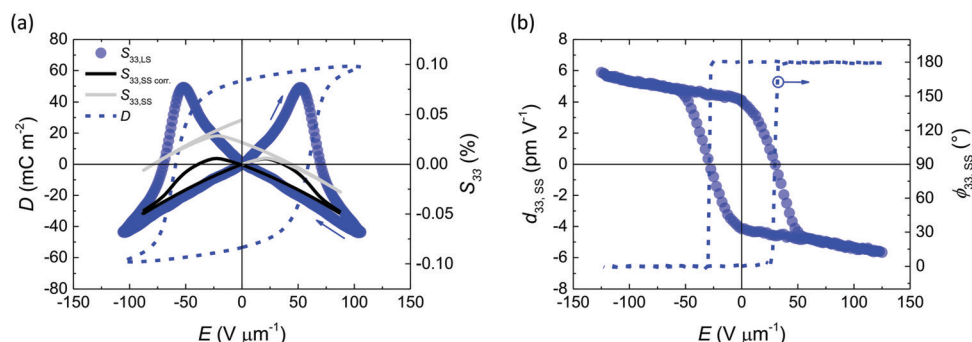 (a)
D (mC m⁻²)
80
60
40
20
0
-20
-40
-60
-80
S₃₃,LS
S₃₃,SS corr.
S₃₃,SS
D
0.10
0.05
0.00
-0.05
-0.10
S₃₃ (%)
-150 -100 -50 0 50 100 150
E (V μm⁻¹)
(b)
d₃₃, SS (pm V⁻¹)
8
6
4
2
0
-2
-4
-6
-8
180
150
120
90
60
30
0
ϕ₃₃, SS (°)
-150 -100 -50 0 50 100 150
E (V μm⁻¹)